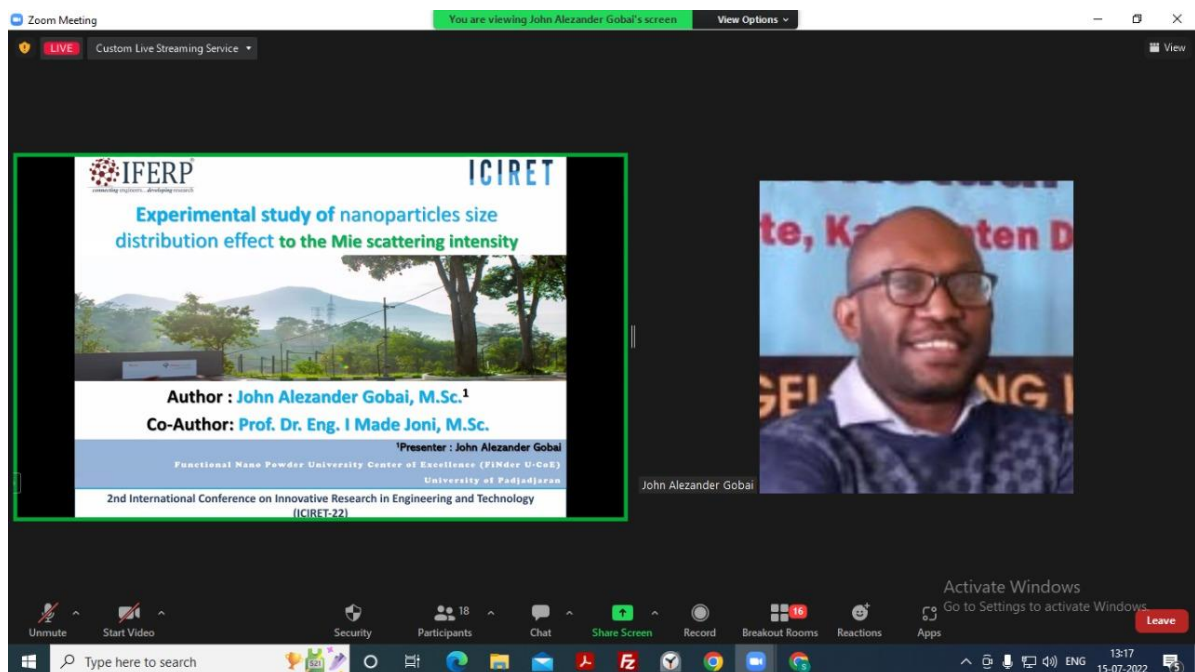 Zoom Meeting
You are viewing John Alezander Gobai's screen
View Options
LIVE
Custom Live Streaming Service
View
IFERP
connecting engineers... developing research
ICIRET
Experimental study of nanoparticles size
distribution effect to the Mie scattering intensity
Author : John Alezander Gobai, M.Sc.¹
Co-Author: Prof. Dr. Eng. I Made Joni, M.Sc.
¹Presenter : John Alezander Gobai
Functional Nano Powder University Center of Excellence (FiNder U-CoE)
University of Padjadjaran
2nd International Conference on Innovative Research in Engineering and Technology
(ICIRET-22)
te, Ka
ten D
GEL
NG
John Alezander Gobai
Activate Windows
Go to Settings to activate Windows.
Unmute
Start Video
Security
18
Participants
Chat
Share Screen
Record
16
Breakout Rooms
Reactions
Apps
Leave
Type here to search
ENG
13:17
15-07-2022